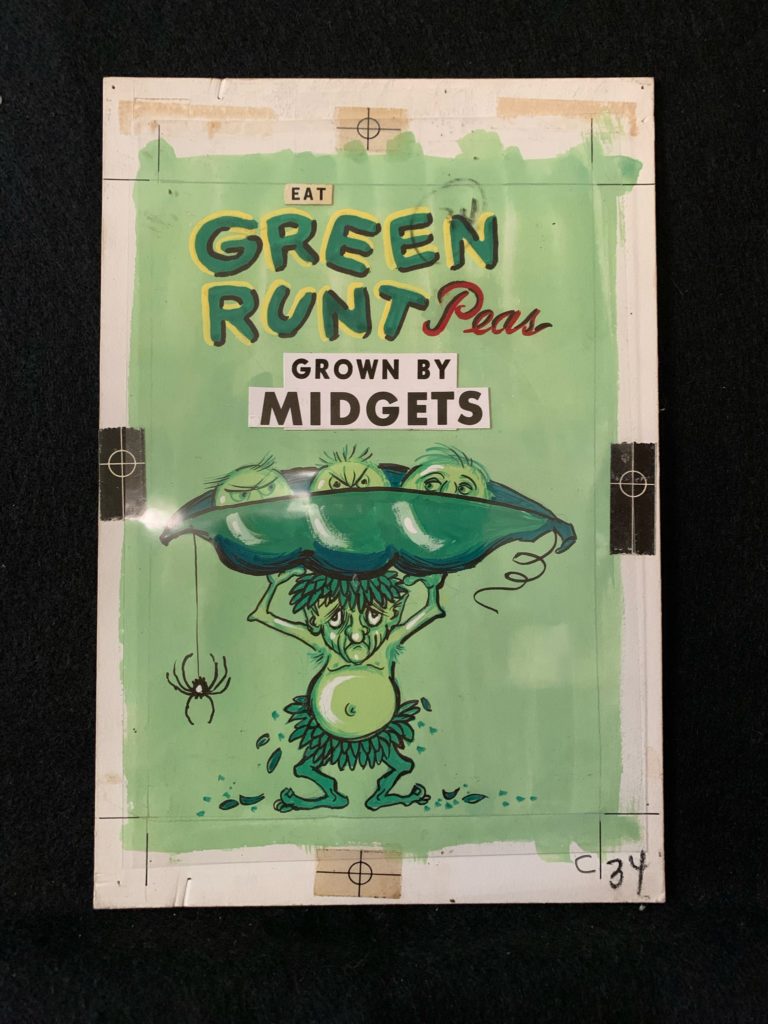 EAT
GREEN
RUNT Peas
GROWN BY
MIDGETS
C 34